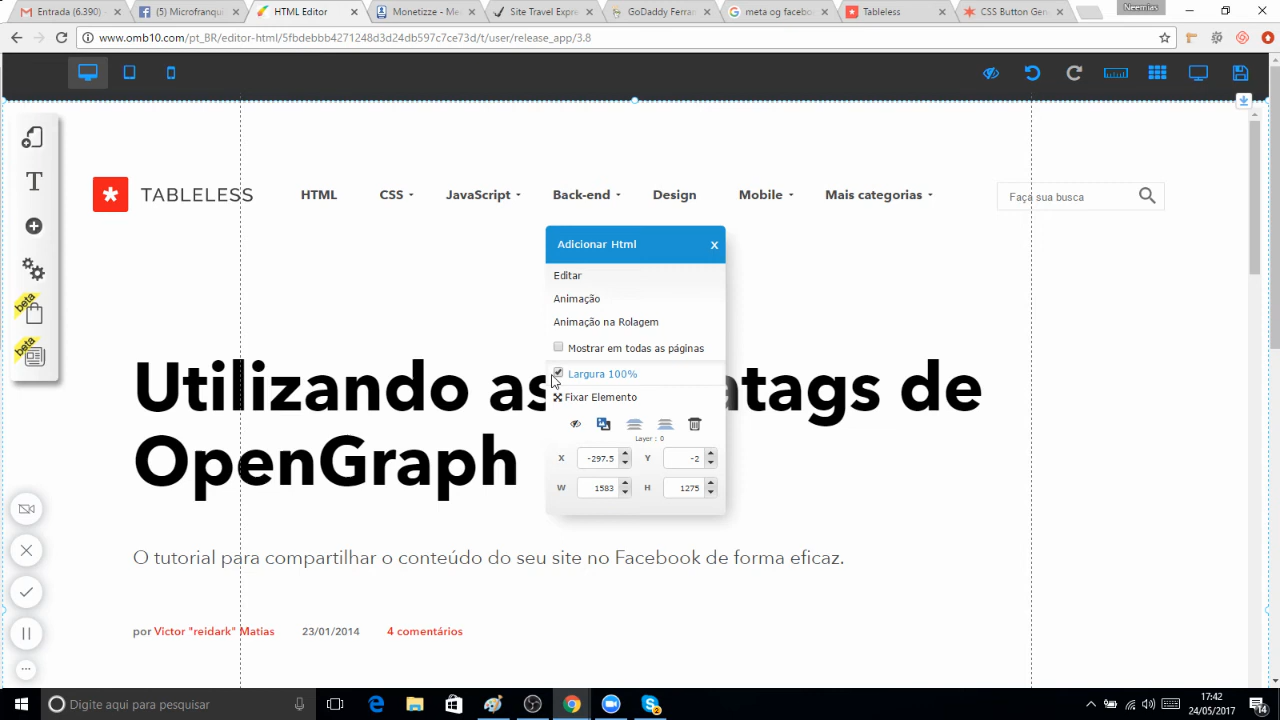 Entrada (6.390) -
(5) Microfranqui
HTML Editor
Monetizze - Me
Site Travel Expre
GoDaddy Ferran
meta og facebo
Tableless
CSS Button Gen
Neemias
www.omb10.com/pt_BR/editor-html/5fbdebbb4271248d3d24db597c7ce73d/t/user/release_app/3.8
TABLELESS
HTML
CSS
JavaScript
Back-end
Design
Mobile
Mais categorias
Faça sua busca
Adicionar Html
x
Editar
Animação
Animação na Rolagem
Mostrar em todas as páginas
Largura 100%
Fixar Elemento
Layer : 0
X -297.5 Y -2
W 1583 H 1275
beta
beta
Utilizando as atags de
OpenGraph
O tutorial para compartilhar o conteúdo do seu site no Facebook de forma eficaz.
por Victor "reidark" Matias 23/01/2014 4 comentários
Digite aqui para pesquisar
17:42
24/05/2017
14